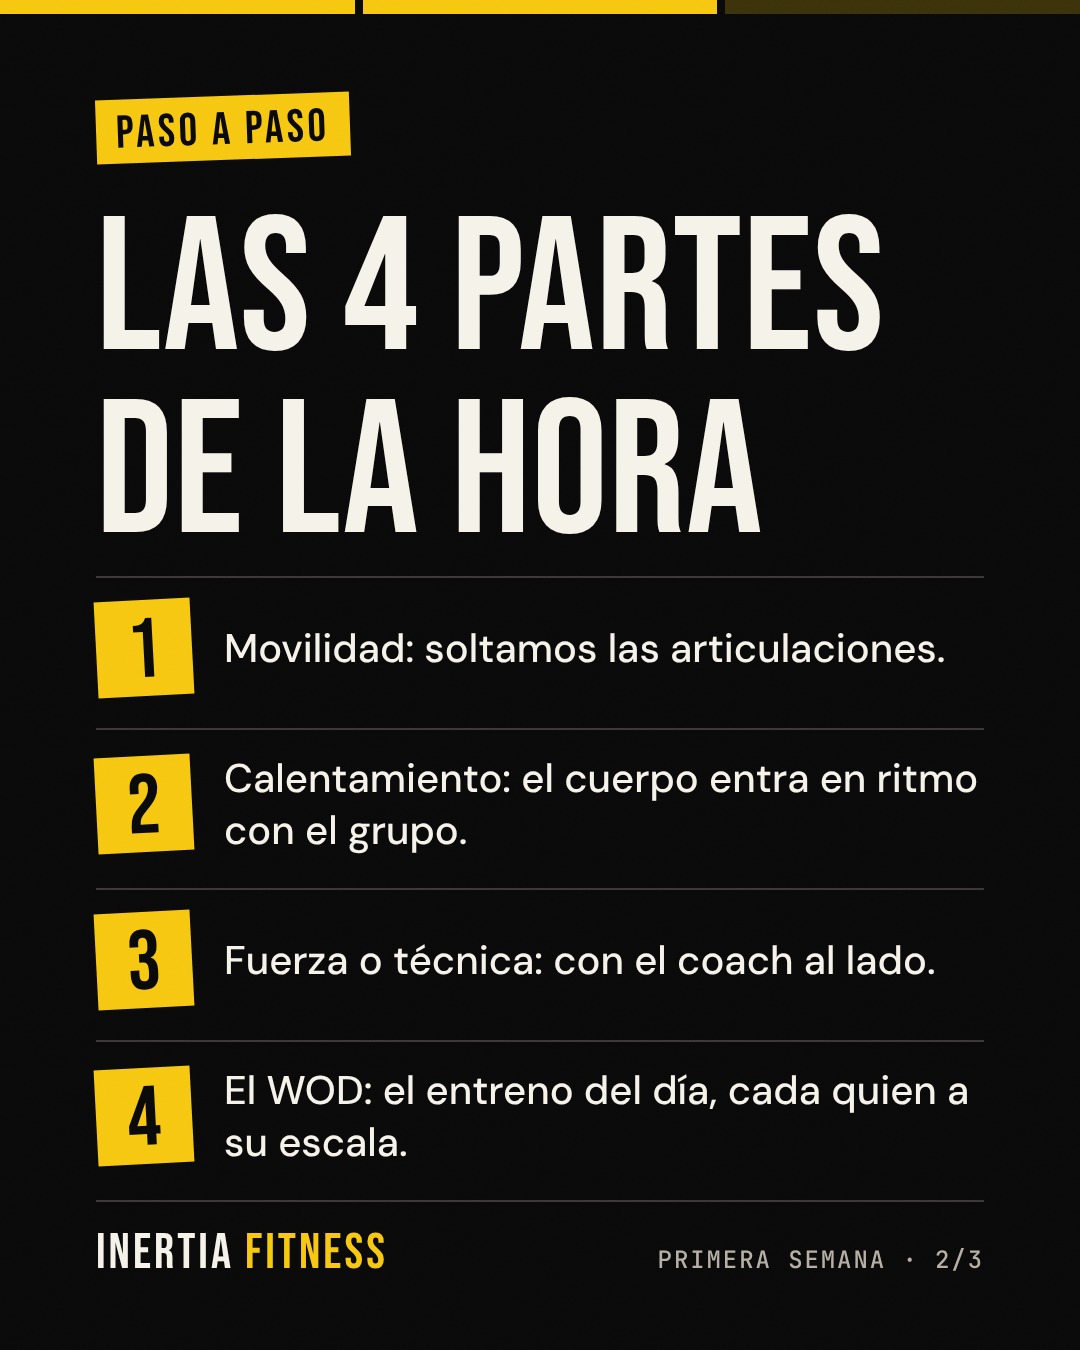 PASO A PASO
LAS 4 PARTES
DE LA HORA
1
Movilidad: soltamos las articulaciones.
2
Calentamiento: el cuerpo entra en ritmo
con el grupo.
3
Fuerza o técnica: con el coach al lado.
4
El WOD: el entreno del día, cada quien a
su escala.
INERTIA FITNESS
PRIMERA SEMANA · 2/3